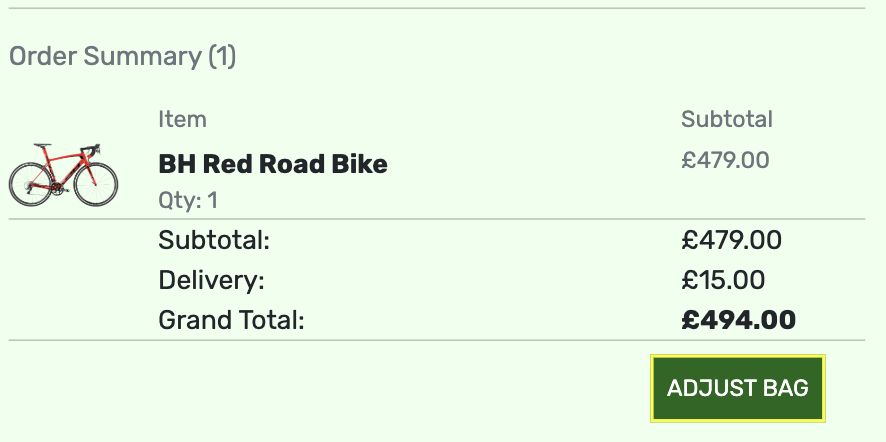 Order Summary (1)
Item Subtotal
BH Red Road Bike £479.00
Qty: 1
Subtotal: £479.00
Delivery: £15.00
Grand Total: £494.00
ADJUST BAG